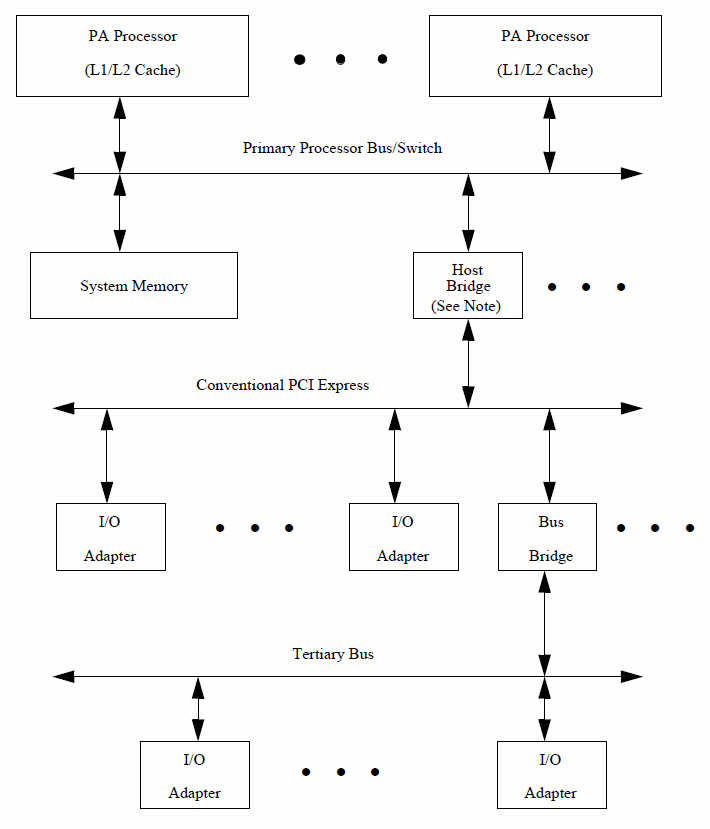 PA Processor
(L1/L2 Cache)
PA Processor
(L1/L2 Cache)
Primary Processor Bus/Switch
System Memory
Host
Bridge
(See Note)
Conventional PCI Express
I/O
Adapter
I/O
Adapter
Bus
Bridge
Tertiary Bus
I/O
Adapter
I/O
Adapter